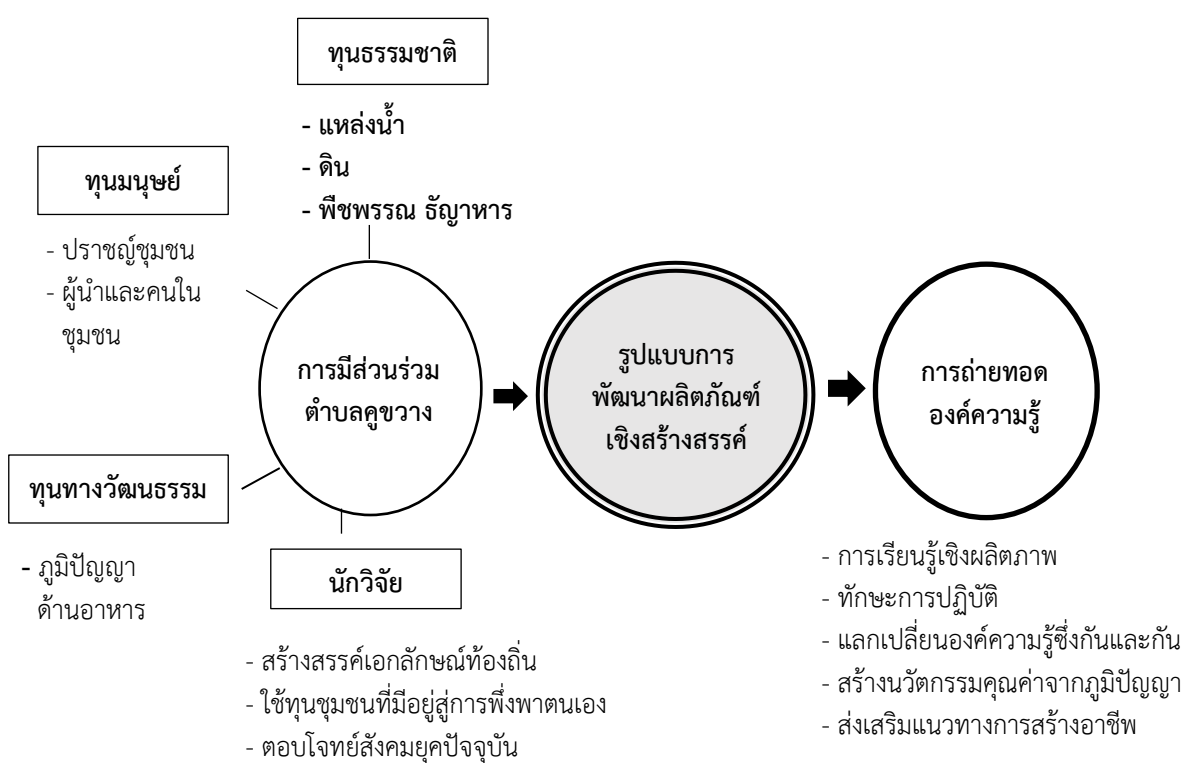 ทุนธรรมชาติ
- แหล่งน้ำ
- ดิน
- พืชพรรณ ธัญาหาร
ทุนมนุษย์
- ปราชญ์ชุมชน
- ผู้นำและคนใน
ชุมชน
ทุนทางวัฒนธรรม
- ภูมิปัญญา
ด้านอาหาร
การมีส่วนร่วม
ตำบลคูขวาง
นักวิจัย
- สร้างสรรค์เอกลักษณ์ท้องถิ่น
- ใช้ทุนชุมชนที่มีอยู่สู่การพึ่งพาตนเอง
- ตอบโจทย์สังคมยุคปัจจุบัน
รูปแบบการ
พัฒนาผลิตภัณฑ์
เชิงสร้างสรรค์
การถ่ายทอด
องค์ความรู้
- การเรียนรู้เชิงผลิตภาพ
- ทักษะการปฏิบัติ
- แลกเปลี่ยนองค์ความรู้ซึ่งกันและกัน
- สร้างนวัตกรรมคุณค่าจากภูมิปัญญา
- ส่งเสริมแนวทางการสร้างอาชีพ